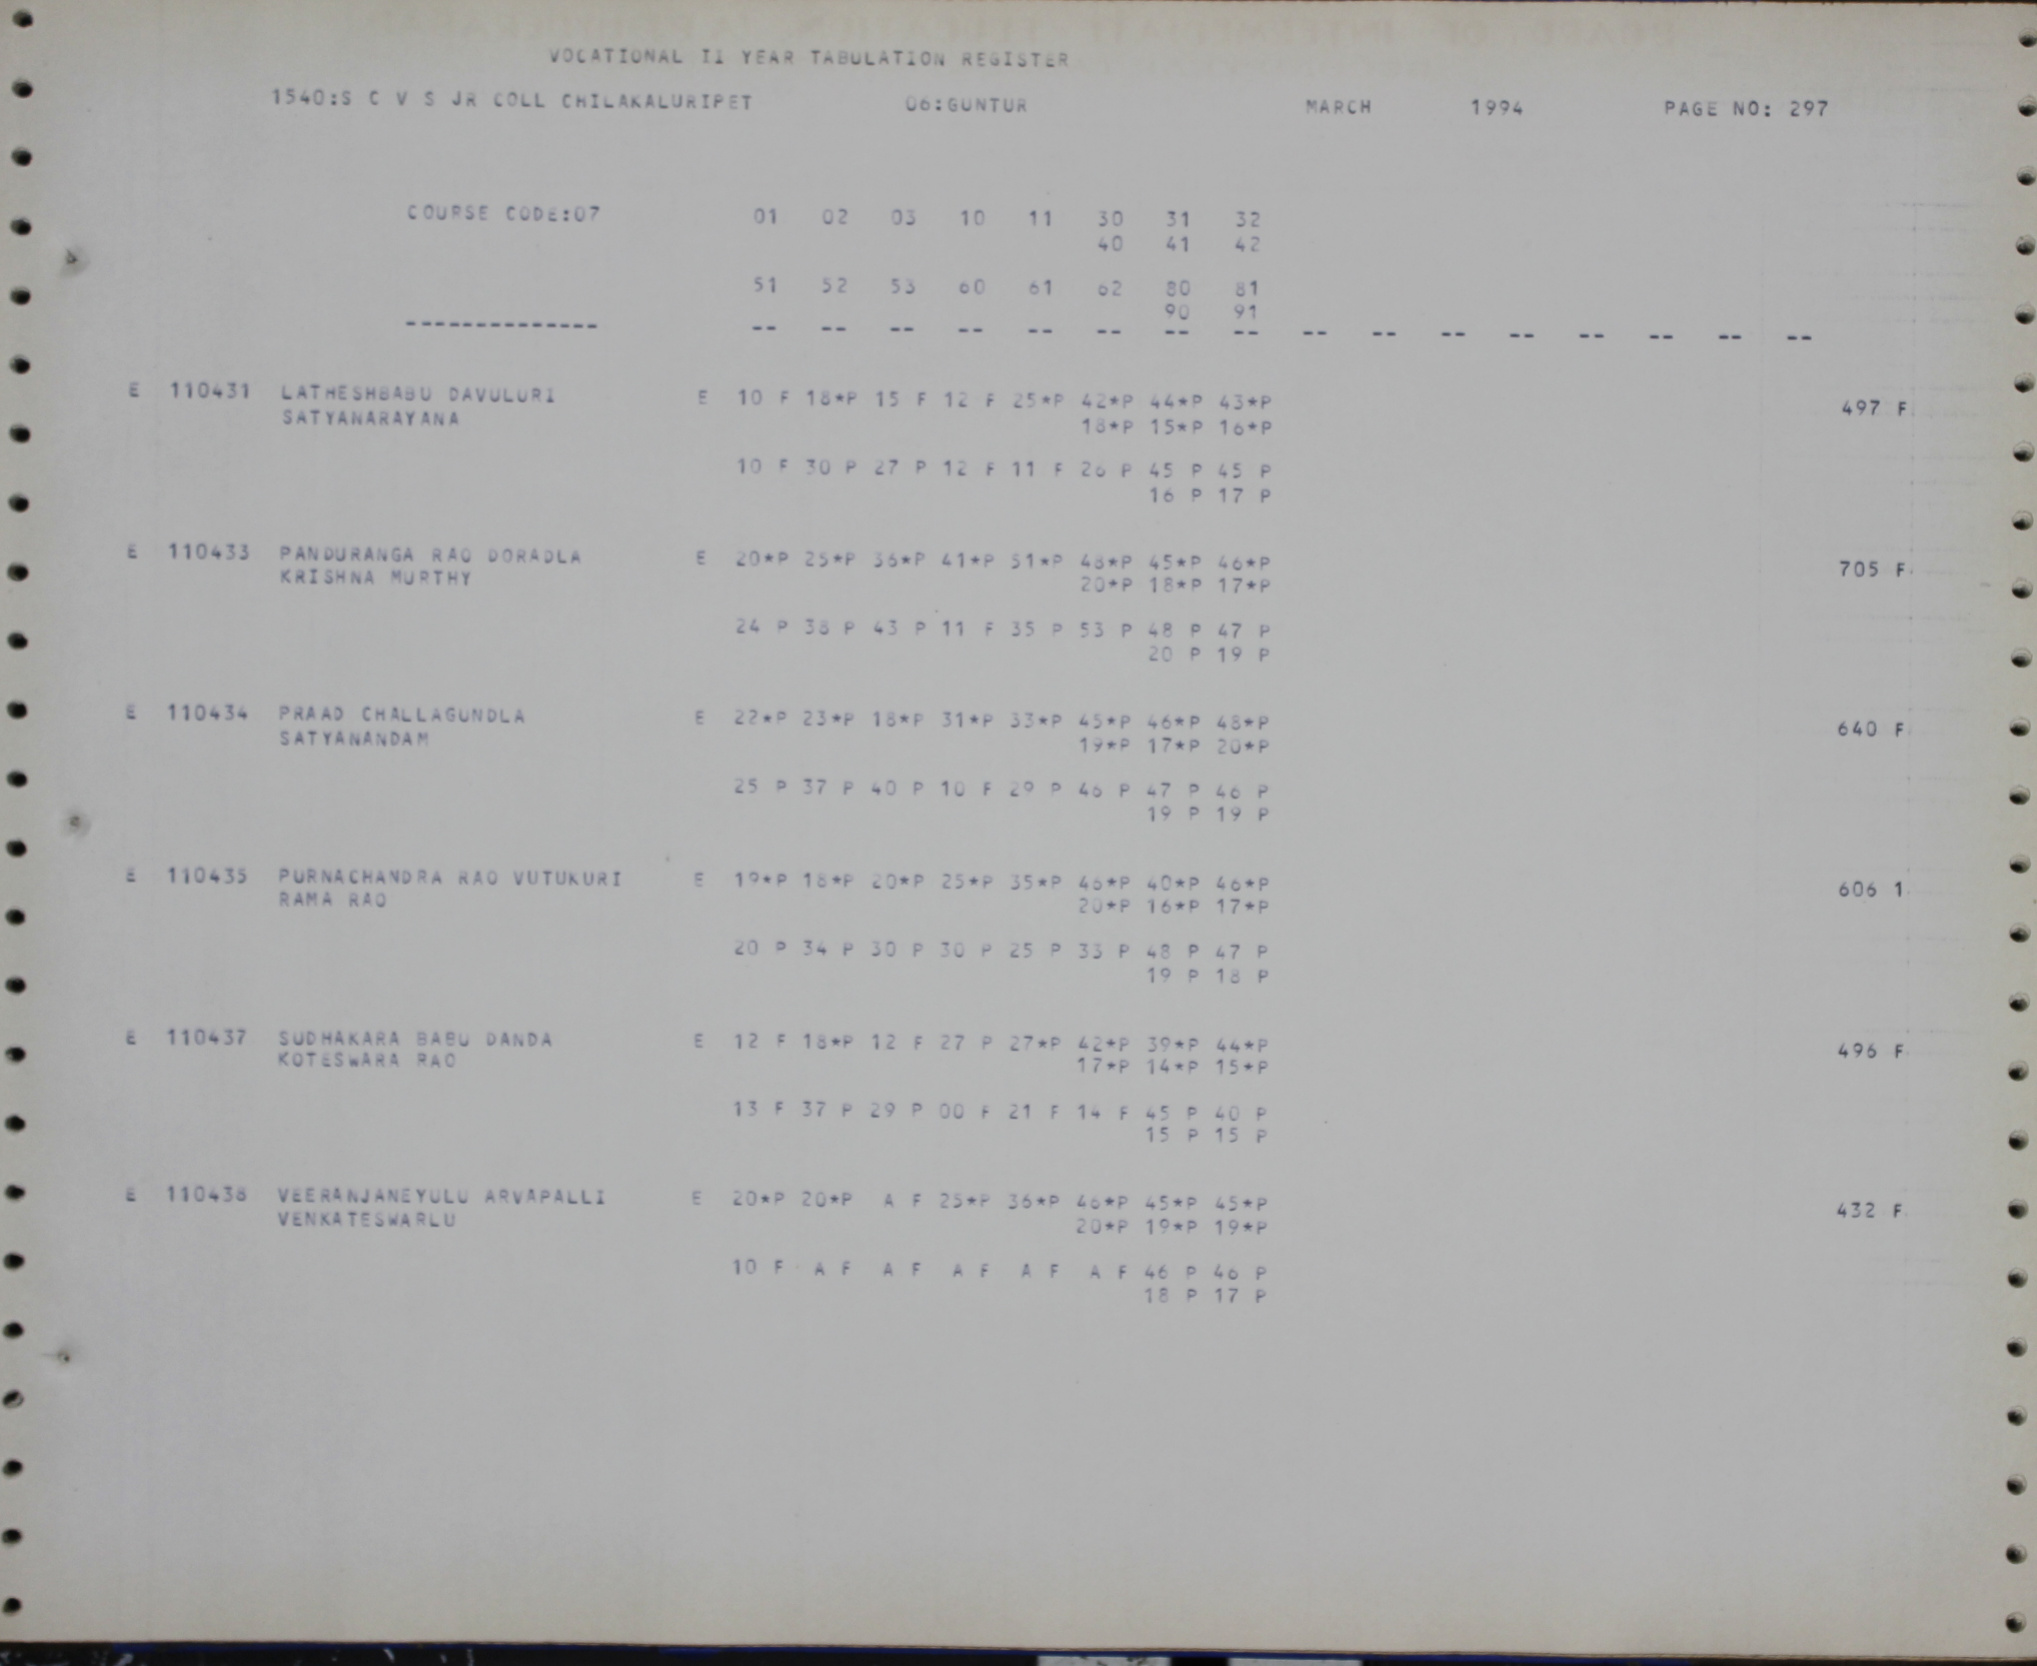 VOCATIONAL II YEAR TABULATION REGISTER
1540:S C V S JR COLL CHILAKALURIPET 06:GUNTUR MARCH 1994 PAGE NO: 297
COURSE CODE:07 01 02 03 10 11 30 31 32
40 41 42
51 52 53 60 61 62 80 81
90 91
-------------- -- -- -- -- -- -- -- -- -- -- -- -- -- -- -- --
E 110431 LATHESHBABU DAVULURI E 10 F 18*P 15 F 12 F 25*P 42*P 44*P 43*P 497 F
SATYANARAYANA 18*P 15*P 16*P
10 F 30 P 27 P 12 F 11 F 26 P 45 P 45 P
16 P 17 P
E 110433 PANDURANGA RAO DORADLA E 20*P 25*P 36*P 41*P 51*P 48*P 45*P 46*P 705 F
KRISHNA MURTHY 20*P 18*P 17*P
24 P 38 P 43 P 11 F 35 P 53 P 48 P 47 P
20 P 19 P
E 110434 PRAAD CHALLAGUNDLA E 22*P 23*P 18*P 31*P 33*P 45*P 46*P 48*P 640 F
SATYANANDAM 19*P 17*P 20*P
25 P 37 P 40 P 10 F 29 P 46 P 47 P 46 P
19 P 19 P
E 110435 PURNACHANDRA RAO VUTUKURI E 19*P 18*P 20*P 25*P 35*P 46*P 40*P 46*P 606 1
RAMA RAO 20*P 16*P 17*P
20 P 34 P 30 P 30 P 25 P 33 P 48 P 47 P
19 P 18 P
E 110437 SUDHAKARA BABU DANDA E 12 F 18*P 12 F 27 P 27*P 42*P 39*P 44*P 496 F
KOTESWARA RAO 17*P 14*P 15*P
13 F 37 P 29 P 00 F 21 F 14 F 45 P 40 P
15 P 15 P
E 110438 VEERANJANEYULU ARVAPALLI E 20*P 20*P A F 25*P 36*P 46*P 45*P 45*P 432 F
VENKATESWARLU 20*P 19*P 19*P
10 F A F A F A F A F A F 46 P 46 P
18 P 17 P